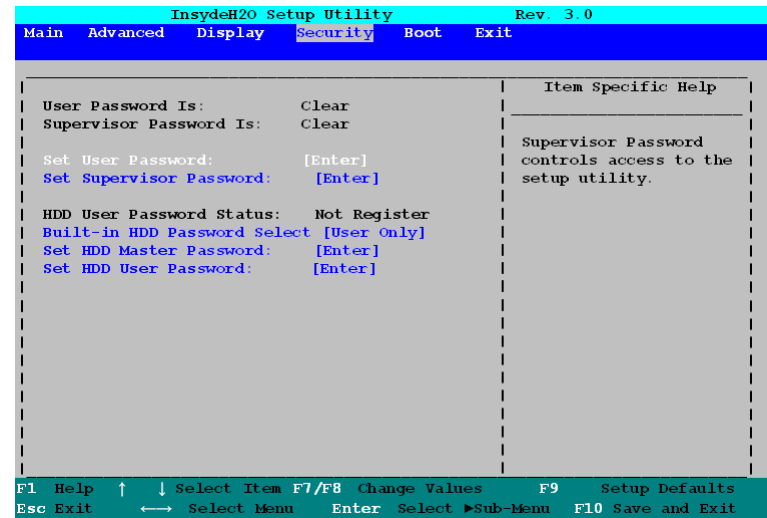 InsydeH2O Setup Utility Rev. 3.0
Main Advanced Display Security Boot Exit
Item Specific Help
User Password Is: Clear
Supervisor Password Is: Clear
Supervisor Password
Set User Password: [Enter] controls access to the
Set Supervisor Password: [Enter] setup utility.
HDD User Password Status: Not Register
Built-in HDD Password Select [User Only]
Set HDD Master Password: [Enter]
Set HDD User Password: [Enter]
F1 Help ↑ ↓ Select Item F7/F8 Change Values F9 Setup Defaults
Esc Exit ←→ Select Menu Enter Select ►Sub-Menu F10 Save and Exit